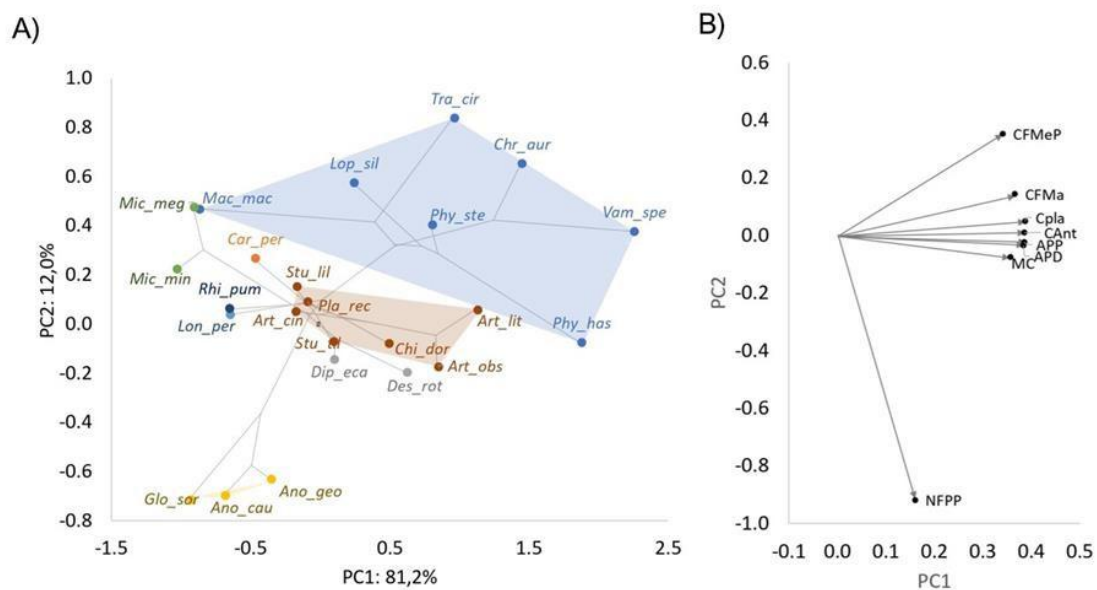 A)
1.0
0.8
0.6
0.4
0.2
0.0
-0.2
-0.4
-0.6
-0.8
PC2: 12,0%
-1.5
-0.5
0.5
1.5
2.5
PC1: 81,2%
Tra_cir
Chr_aur
Lop_sil
Mic_meg
Mac_mac
Phy_ste
Vam_spe
Car_per
Mic_min
Stu_lil
Rhi_pum
Pla_rec
Lon_per
Art_cin
Art_lit
Phy_has
Stu_til
Chi_dor
Dip_eca
Des_rot
Art_obs
Glo_sor
Ano_cau
Ano_geo
B)
0.6
0.4
0.2
0.0
-0.2
-0.4
-0.6
-0.8
-1.0
PC2
-0.1
0.0
0.1
0.2
0.3
0.4
0.5
PC1
CFMeP
CFMa
Cpla
CAnt
APP
APD
MC
NFPP